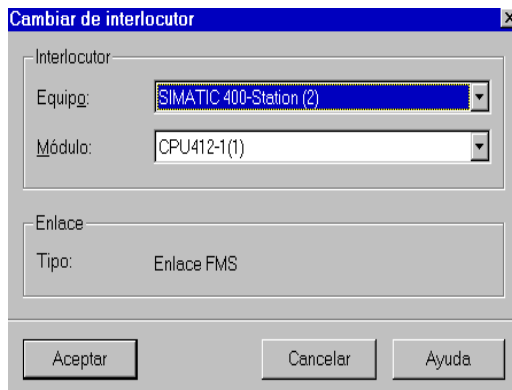 Cambiar de interlocutor
Interlocutor
Equipo: SIMATIC 400-Station (2)
Módulo: CPU412-1(1)
Enlace
Tipo: Enlace FMS
Aceptar Cancelar Ayuda